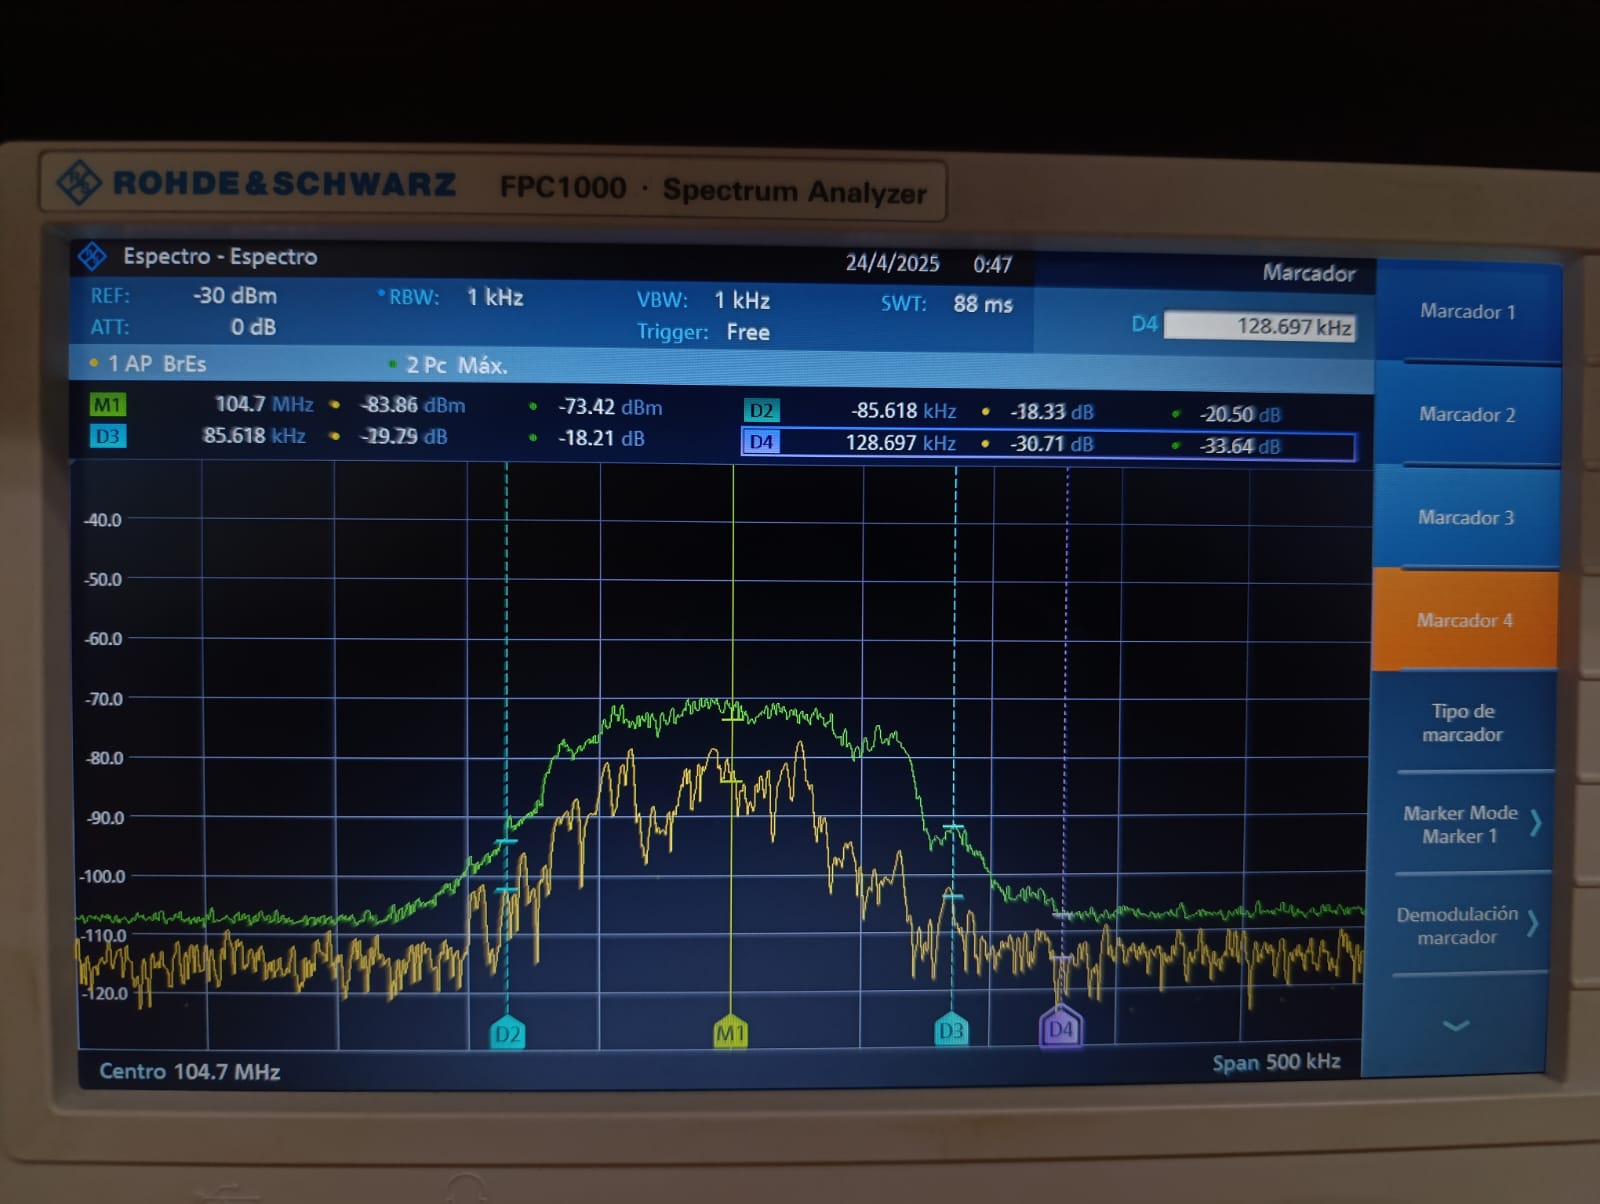 ROHDE&SCHWARZ FPC1000 · Spectrum Analyzer
Espectro - Espectro 24/4/2025 0:47 Marcador
REF: -30 dBm RBW: 1 kHz VBW: 1 kHz SWT: 88 ms
ATT: 0 dB Trigger: Free D4 128.697 kHz
1 AP BrEs 2 Pc Máx.
M1 104.7 MHz -83.86 dBm -73.42 dBm D2 -85.618 kHz -18.33 dB -20.50 dB
D3 85.618 kHz dB -18.21 dB D4 128.697 kHz -30.71 dB -33.64 dB
-40.0
-50.0
-60.0
-70.0
-80.0
-90.0
-100.0
-110.0
-120.0
D2 M1 D3 D4
Centro 104.7 MHz Span 500 kHz
Marcador 1
Marcador 2
Marcador 3
Marcador 4
Tipo de
marcador
Marker Mode
Marker 1
Demodulación
marcador